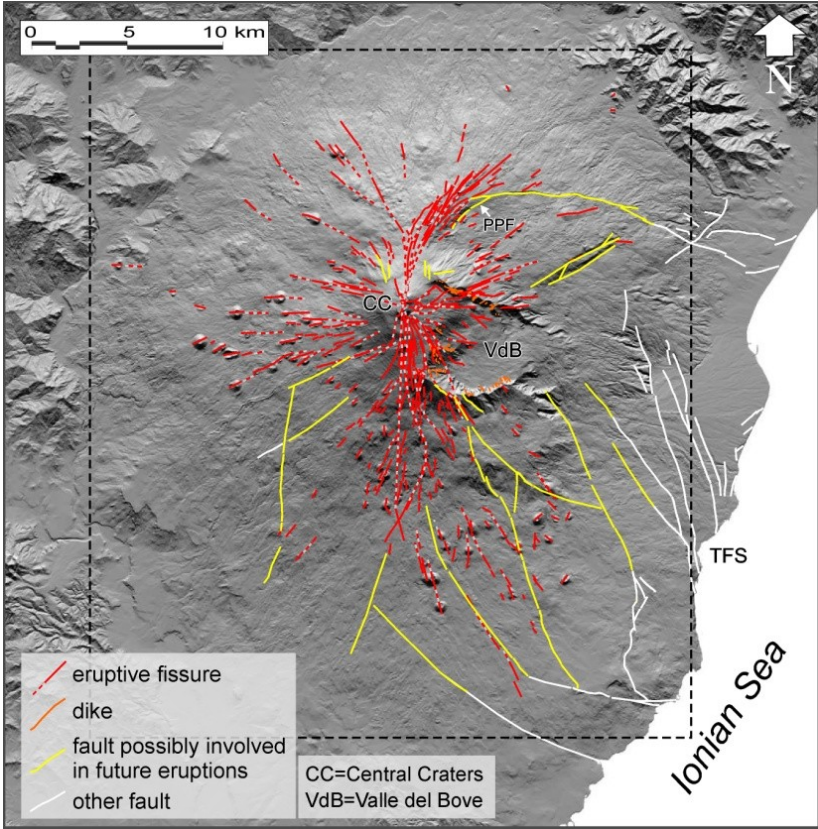 0 5 10 km
N
PPF
CC
VdB
TFS
Ionian Sea
eruptive fissure
dike
fault possibly involved
in future eruptions
other fault
CC=Central Craters
VdB=Valle del Bove